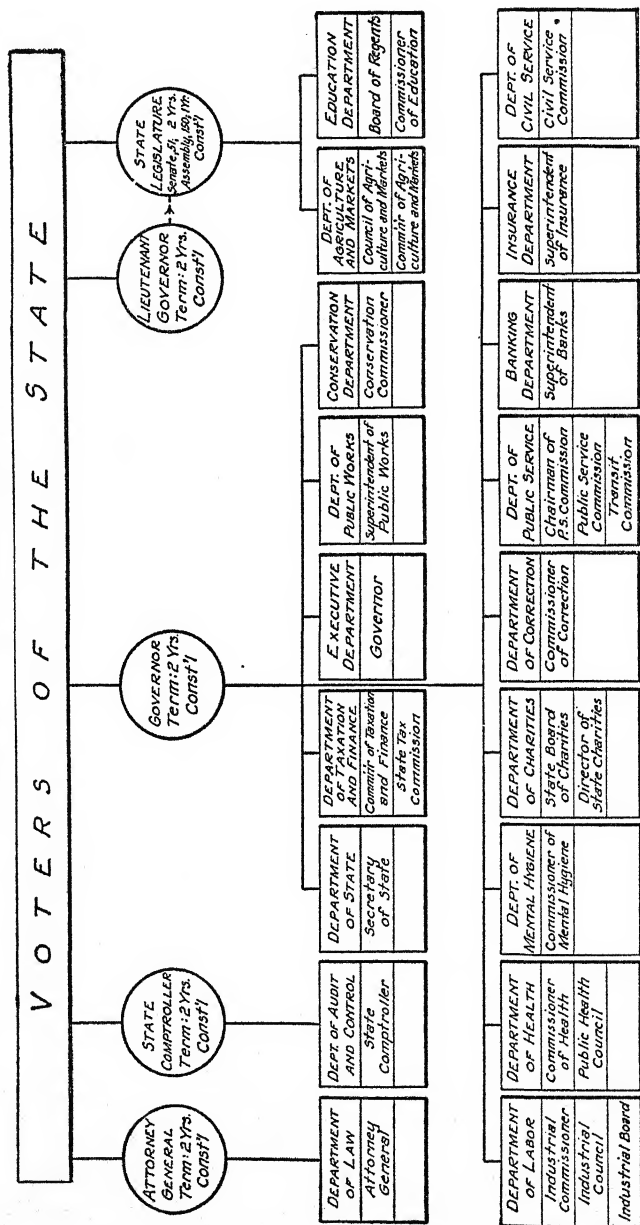 VOTERS OF THE STATE
ATTORNEY
GENERAL
Term: 2 Yrs.
Const'l
STATE
COMPTROLLER
Term: 2 Yrs.
Const'l
GOVERNOR
Term: 2 Yrs.
Const'l
LIEUTENANT
GOVERNOR
Term: 2 Yrs.
Const'l
STATE
LEGISLATURE
Senate, 51, 2 Yrs.
Assembly, 150, 1 Yr.
Const'l
DEPARTMENT
OF LAW
Attorney
General
DEPT. OF AUDIT
AND CONTROL
State
Comptroller
DEPARTMENT
OF STATE
Secretary
of State
DEPARTMENT
OF TAXATION
AND FINANCE
Commis'r of Taxation
and Finance
State Tax
Commission
EXECUTIVE
DEPARTMENT
Governor
DEPT. OF
PUBLIC WORKS
Superintendent of
Public Works
CONSERVATION
DEPARTMENT
Conservation
Commissioner
DEPT. OF
AGRICULTURE
AND MARKETS
Council of Agri-
culture and Markets
Commis'r of Agri-
culture and Markets
EDUCATION
DEPARTMENT
Board of Regents
Commissioner
of Education
DEPARTMENT
OF LABOR
Industrial
Commissioner
Industrial
Council
Industrial Board
DEPARTMENT
OF HEALTH
Commissioner
of Health
Public Health
Council
DEPT. OF
MENTAL HYGIENE
Commissioner of
Mental Hygiene
DEPARTMENT
OF CHARITIES
State Board
of Charities
Director of
State Charities
DEPARTMENT
OF CORRECTION
Commissioner
of Correction
DEPT. OF
PUBLIC SERVICE
Chairman of
P.S. Commission
Public Service
Commission
Transit
Commission
BANKING
DEPARTMENT
Superintendent
of Banks
INSURANCE
DEPARTMENT
Superintendent
of Insurance
DEPT. OF
CIVIL SERVICE
Civil Service
Commission